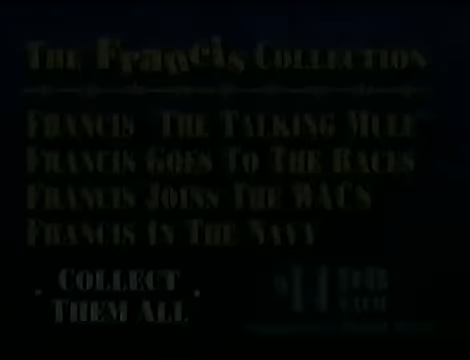 THE Francis COLLECTION
FRANCIS THE TALKING MULE
FRANCIS GOES TO THE RACES
FRANCIS JOINS THE WACS
FRANCIS IN THE NAVY
COLLECT
THEM ALL